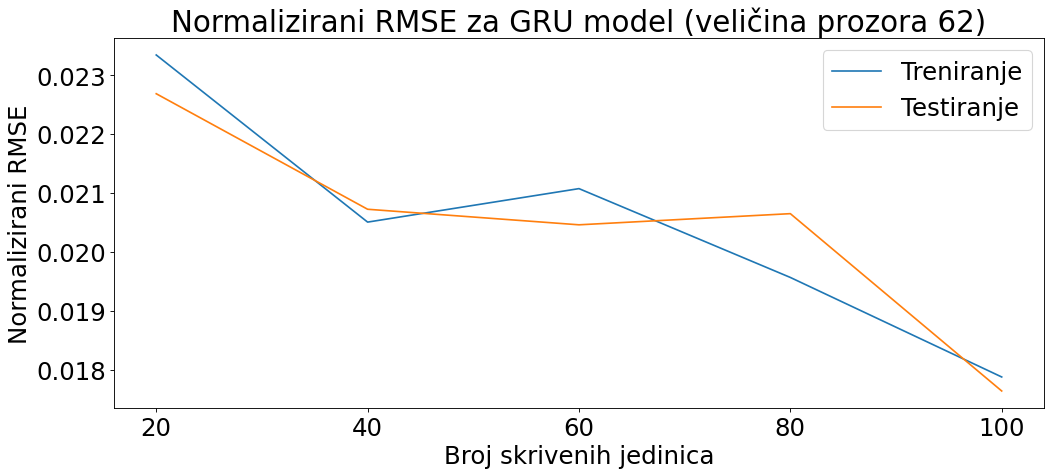 Normalizirani RMSE za GRU model (veličina prozora 62)
Treniranje
Testiranje
Normalizirani RMSE
0.023
0.022
0.021
0.020
0.019
0.018
20 40 60 80 100
Broj skrivenih jedinica